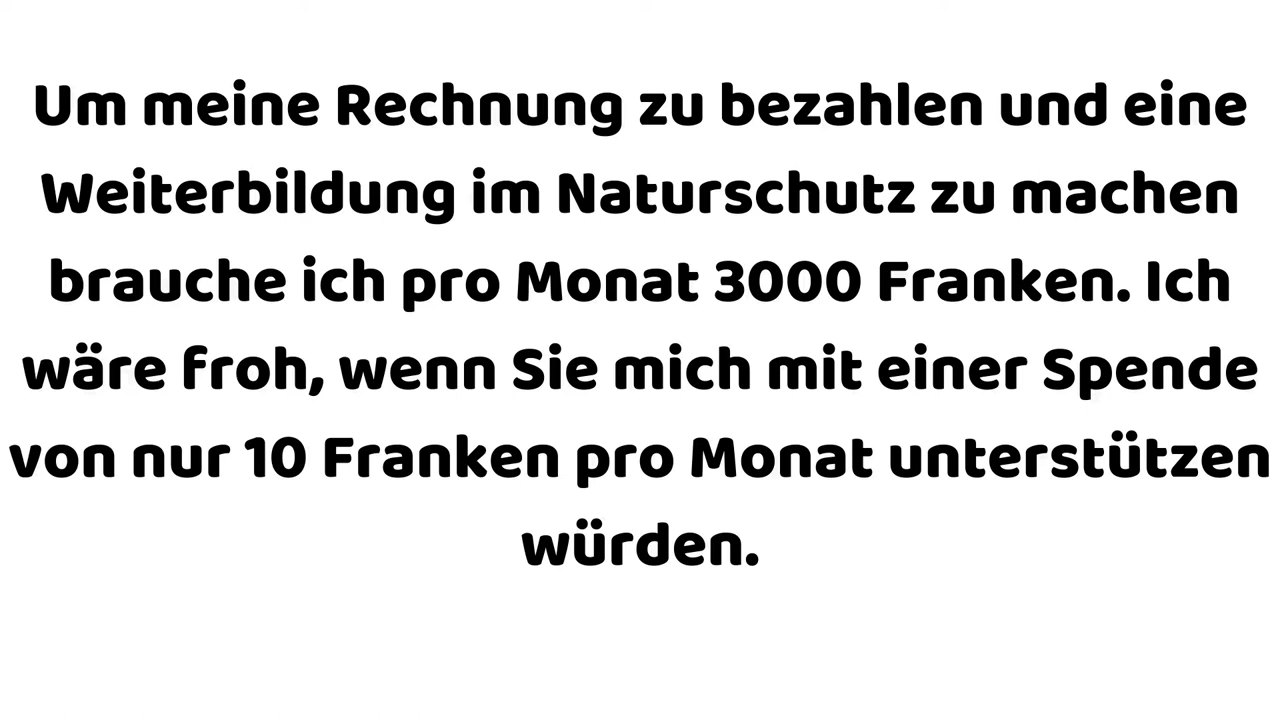 Um meine Rechnung zu bezahlen und eine
Weiterbildung im Naturschutz zu machen
brauche ich pro Monat 3000 Franken. Ich
wäre froh, wenn Sie mich mit einer Spende
von nur 10 Franken pro Monat unterstützen
würden.